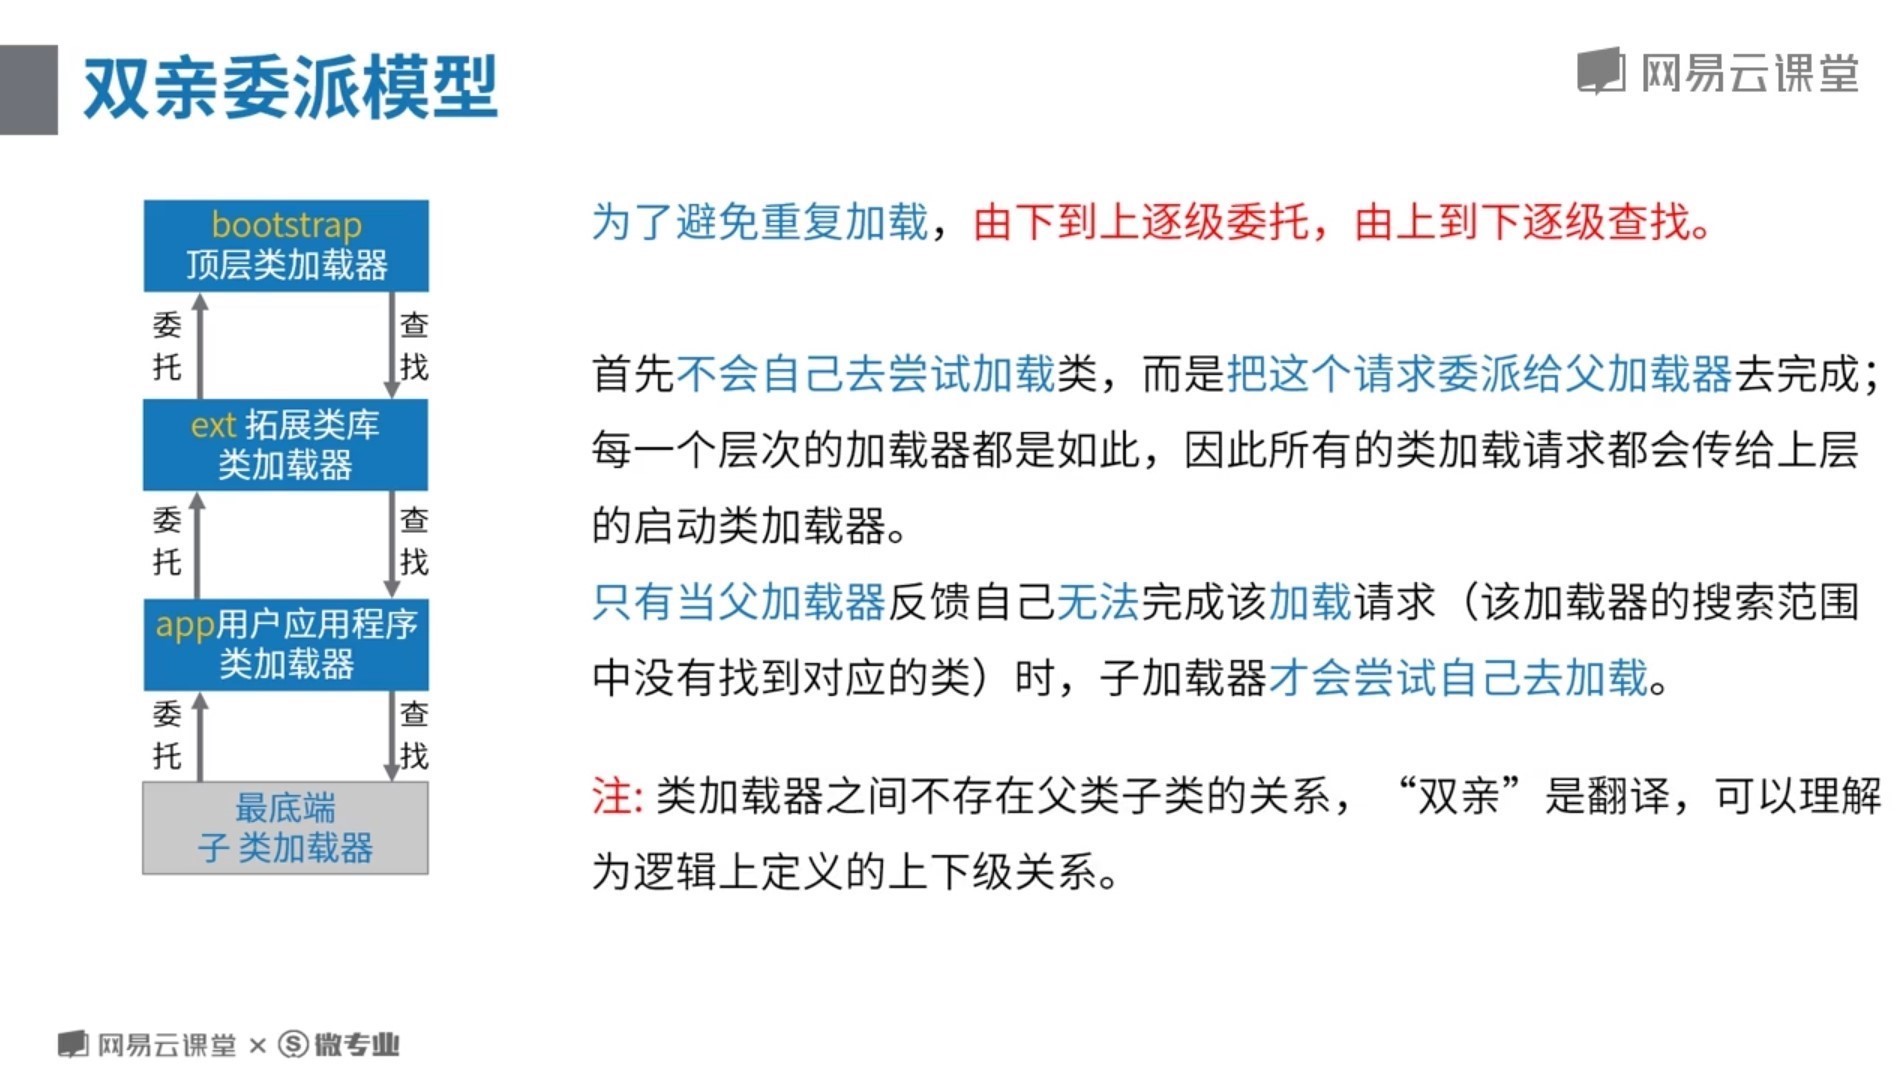 双亲委派模型
网易云课堂
bootstrap
顶层类加载器
委托
查找
ext 拓展类库
类加载器
委托
查找
app用户应用程序
类加载器
委托
查找
最底端
子 类加载器
为了避免重复加载，由下到上逐级委托，由上到下逐级查找。
首先不会自己去尝试加载类，而是把这个请求委派给父加载器去完成；
每一个层次的加载器都是如此，因此所有的类加载请求都会传给上层
的启动类加载器。
只有当父加载器反馈自己无法完成该加载请求（该加载器的搜索范围
中没有找到对应的类）时，子加载器才会尝试自己去加载。
注: 类加载器之间不存在父类子类的关系，“双亲”是翻译，可以理解
为逻辑上定义的上下级关系。
网易云课堂 × 微专业